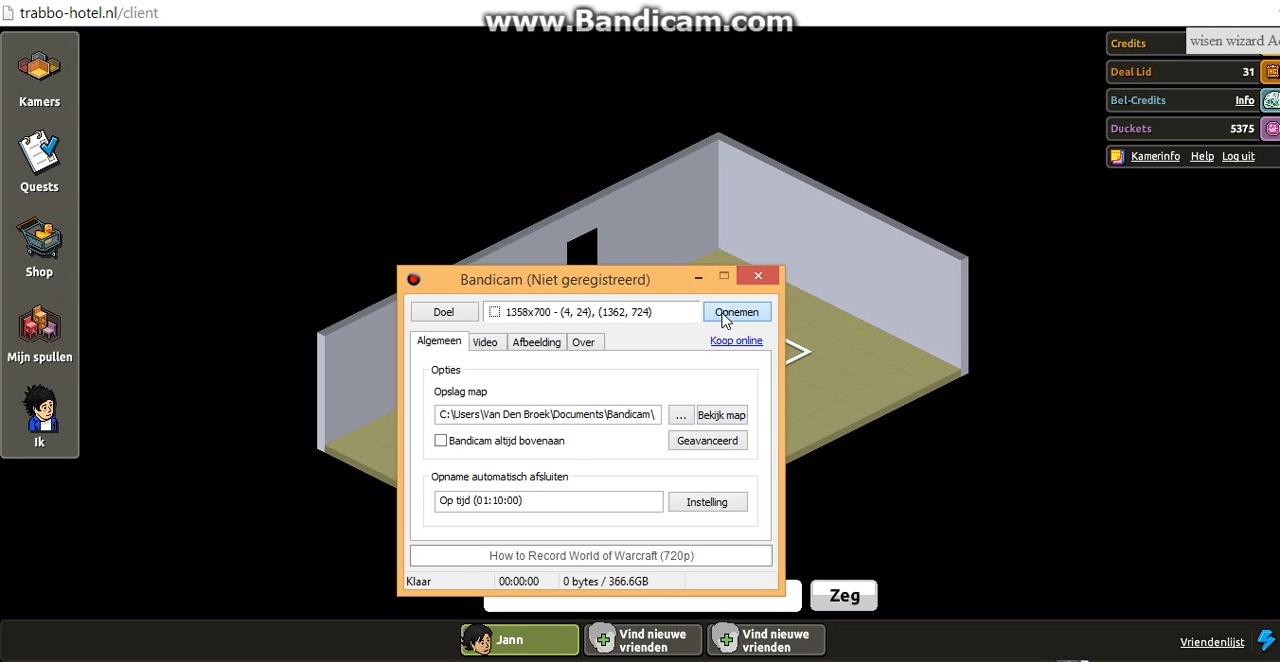 trabbo-hotel.nl/client
www.Bandicam.com
Kamers
Quests
Shop
Mijn spullen
Ik
Credits
wisen wizard
Deal Lid 31
Bel-Credits Info
Duckets 5375
Kamerinfo Help Log uit
Bandicam (Niet geregistreerd)
Doel 1358x700 - (4, 24), (1362, 724) Opnemen
Algemeen Video Afbeelding Over Koop online
Opties
Opslag map
C:\Users\Van Den Broek\Documents\Bandicam\ ... Bekijk map
Bandicam altijd bovenaan Geavanceerd
Opname automatisch afsluiten
Op tijd (01:10:00) Instelling
How to Record World of Warcraft (720p)
Klaar 00:00:00 0 bytes / 366.6GB
Zeg
Jann
Vind nieuwe
vrienden
Vind nieuwe
vrienden
Vriendenlijst